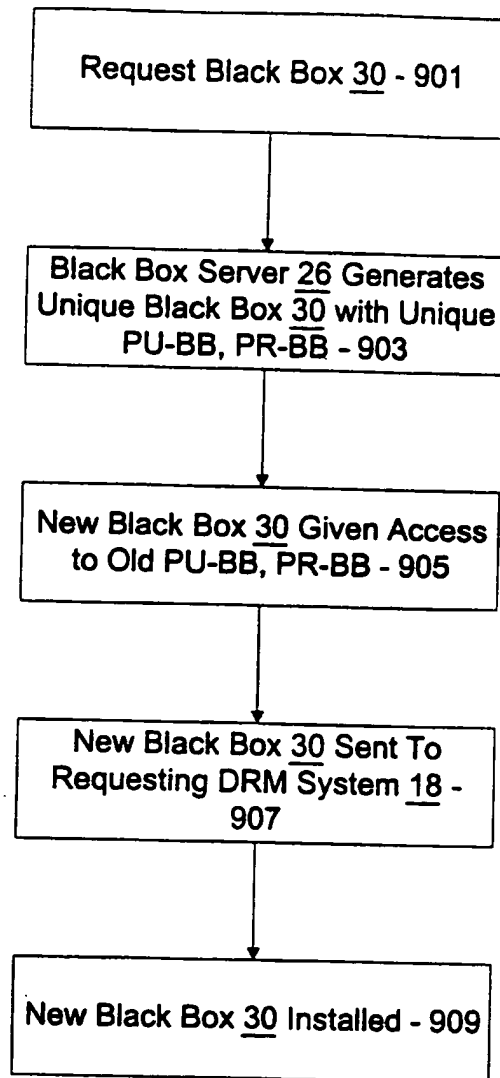 Request Black Box 30 - 901
Black Box Server 26 Generates
Unique Black Box 30 with Unique
PU-BB, PR-BB - 903
New Black Box 30 Given Access
to Old PU-BB, PR-BB - 905
New Black Box 30 Sent To
Requesting DRM System 18 -
907
New Black Box 30 Installed - 909